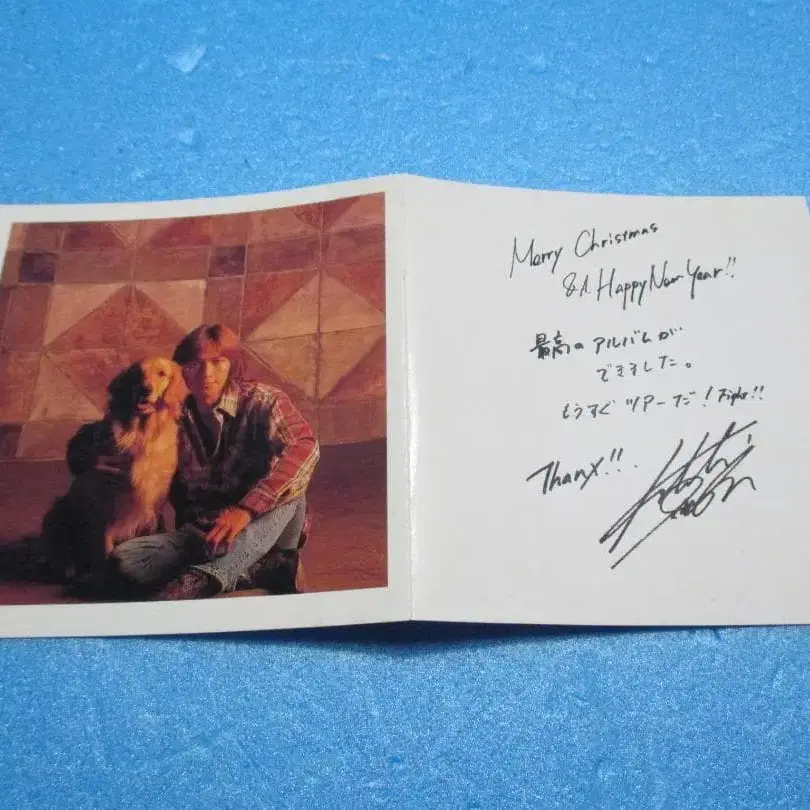 Merry Christmas
& A Happy New Year!!
最高のアルバムが
できました。
もうすぐツアーだ! Fight!!
ThanX!!.